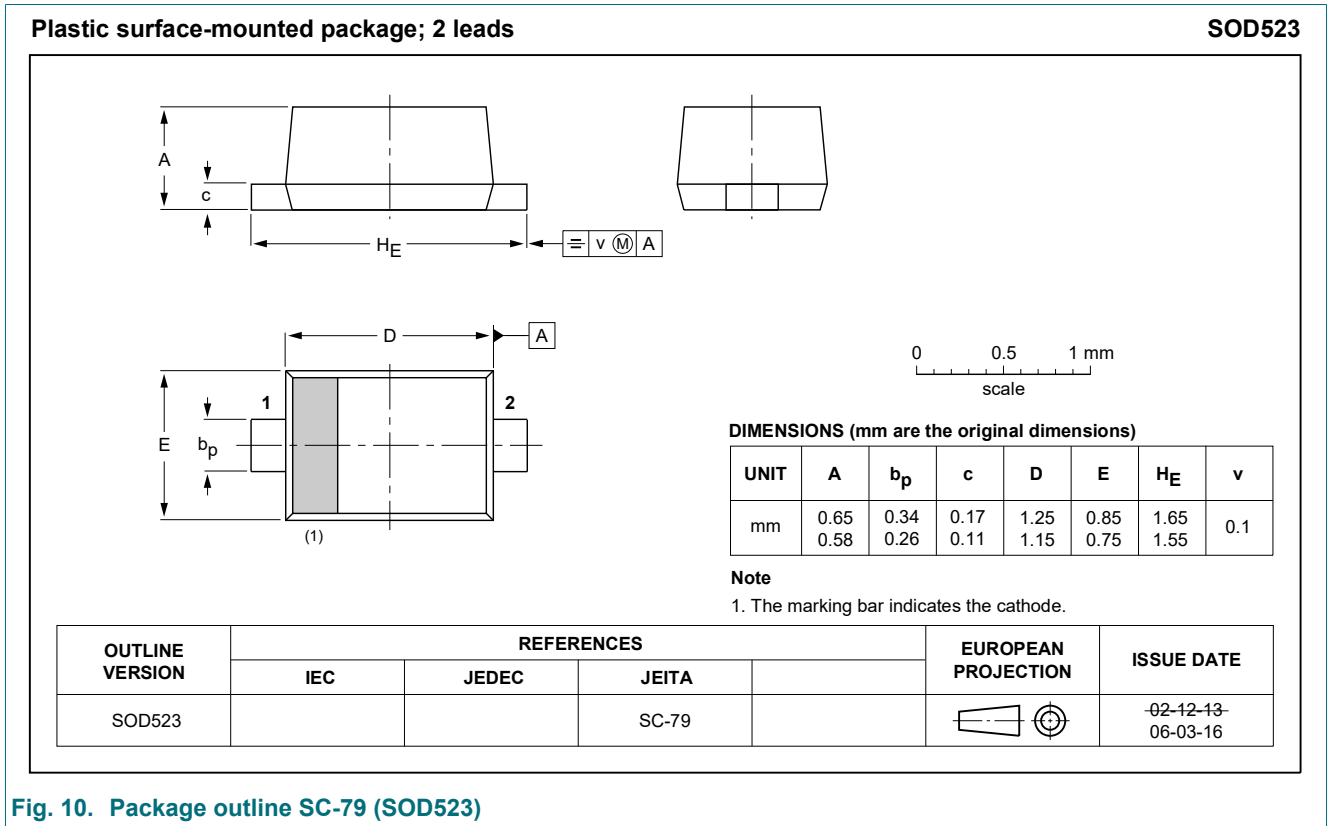 Plastic surface-mounted package; 2 leads SOD523
A
c
HE
v Ⓜ A
D
A
E
bp
1
2
(1)
0 0.5 1 mm
scale
DIMENSIONS (mm are the original dimensions)
UNIT A bp c D E HE v
mm 0.65 0.34 0.17 1.25 0.85 1.65 0.1
0.58 0.26 0.11 1.15 0.75 1.55
Note
1. The marking bar indicates the cathode.
OUTLINE VERSION REFERENCES EUROPEAN PROJECTION ISSUE DATE
IEC JEDEC JEITA
SOD523 SC-79 02-12-13
06-03-16
Fig. 10. Package outline SC-79 (SOD523)